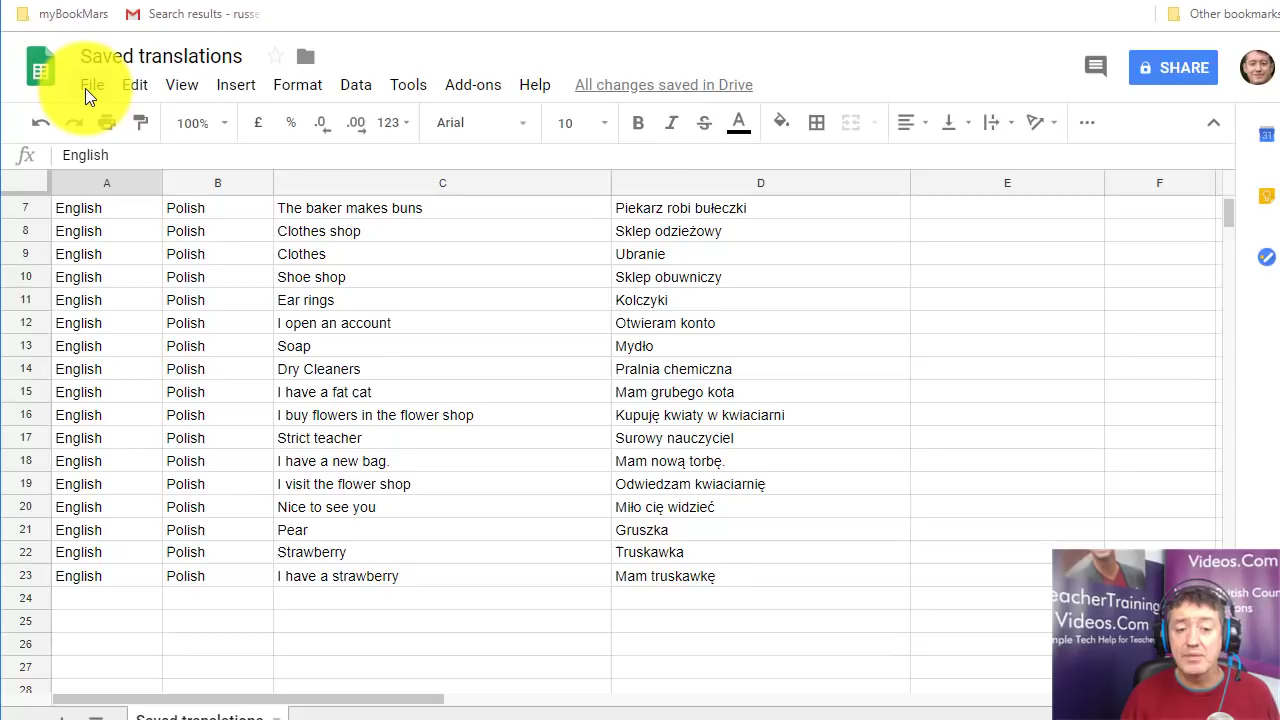 myBookMars
Search results - russe
Other bookmarks
Saved translations
File Edit View Insert Format Data Tools Add-ons Help All changes saved in Drive
SHARE
100% £ % .0 .00 123 Arial 10 B I S A
fx English
A B C D E F
7 English Polish The baker makes buns Piekarz robi bułeczki
8 English Polish Clothes shop Sklep odzieżowy
9 English Polish Clothes Ubranie
10 English Polish Shoe shop Sklep obuwniczy
11 English Polish Ear rings Kolczyki
12 English Polish I open an account Otwieram konto
13 English Polish Soap Mydło
14 English Polish Dry Cleaners Pralnia chemiczna
15 English Polish I have a fat cat Mam grubego kota
16 English Polish I buy flowers in the flower shop Kupuję kwiaty w kwiaciarni
17 English Polish Strict teacher Surowy nauczyciel
18 English Polish I have a new bag. Mam nową torbę.
19 English Polish I visit the flower shop Odwiedzam kwiaciarnię
20 English Polish Nice to see you Miło cię widzieć
21 English Polish Pear Gruszka
22 English Polish Strawberry Truskawka
23 English Polish I have a strawberry Mam truskawkę
24
25
26
27
28
Saved translations
31
Videos.Com
eacherTraining
Videos.Com
mple Tech Help for Teache
British Coun